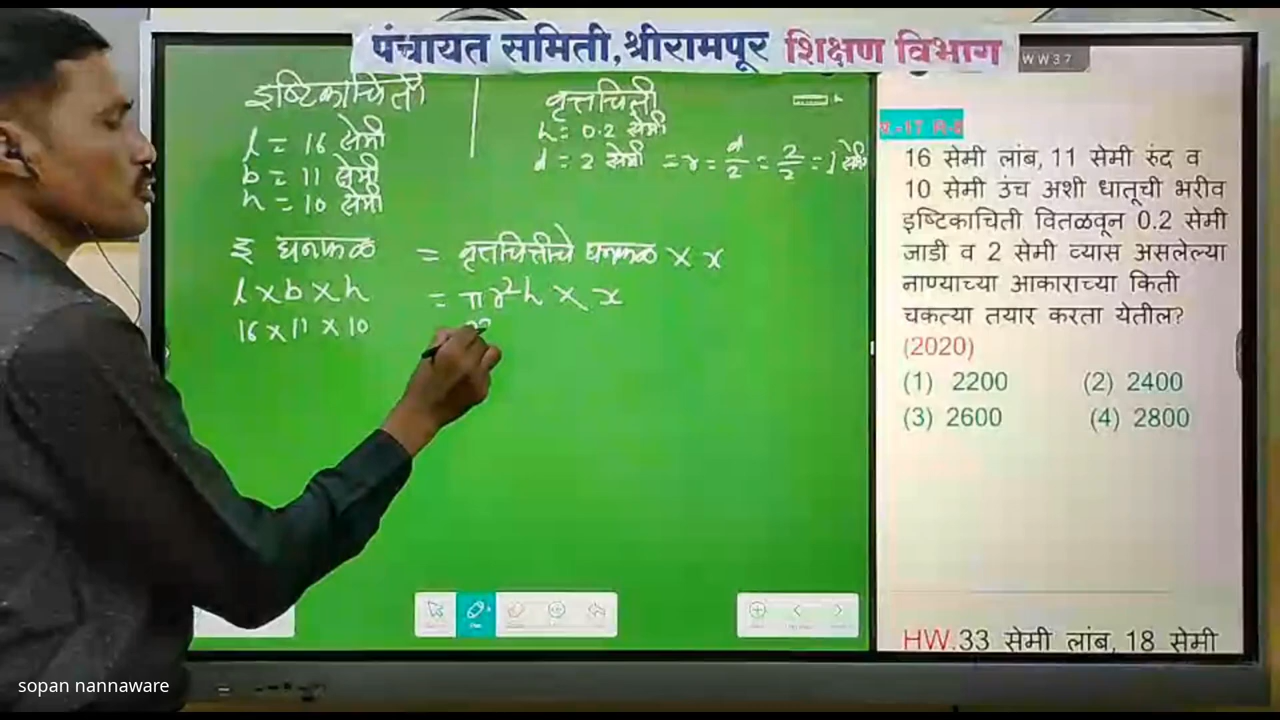 पंचायत समिती,श्रीरामपूर शिक्षण विभाग
WW37
इष्टिकाचिती
l = 16 सेमी
b = 11 सेमी
h = 10 सेमी
वृत्तचिती
h = 0.2 सेमी
d = 2 सेमी = r = d/2 = 2/2 = 1 सेमी
इ घनफळ = वृत्तचित्तीचे घनफळ × x
l × b × h = πr²h × x
16 × 11 × 10
16 सेमी लांब, 11 सेमी रुंद व
10 सेमी उंच अशी धातूची भरीव
इष्टिकाचिती वितळवून 0.2 सेमी
जाडी व 2 सेमी व्यास असलेल्या
नाण्याच्या आकाराच्या किती
चकत्या तयार करता येतील?
(2020)
(1) 2200 (2) 2400
(3) 2600 (4) 2800
HW.33 सेमी लांब, 18 सेमी
sopan nannaware